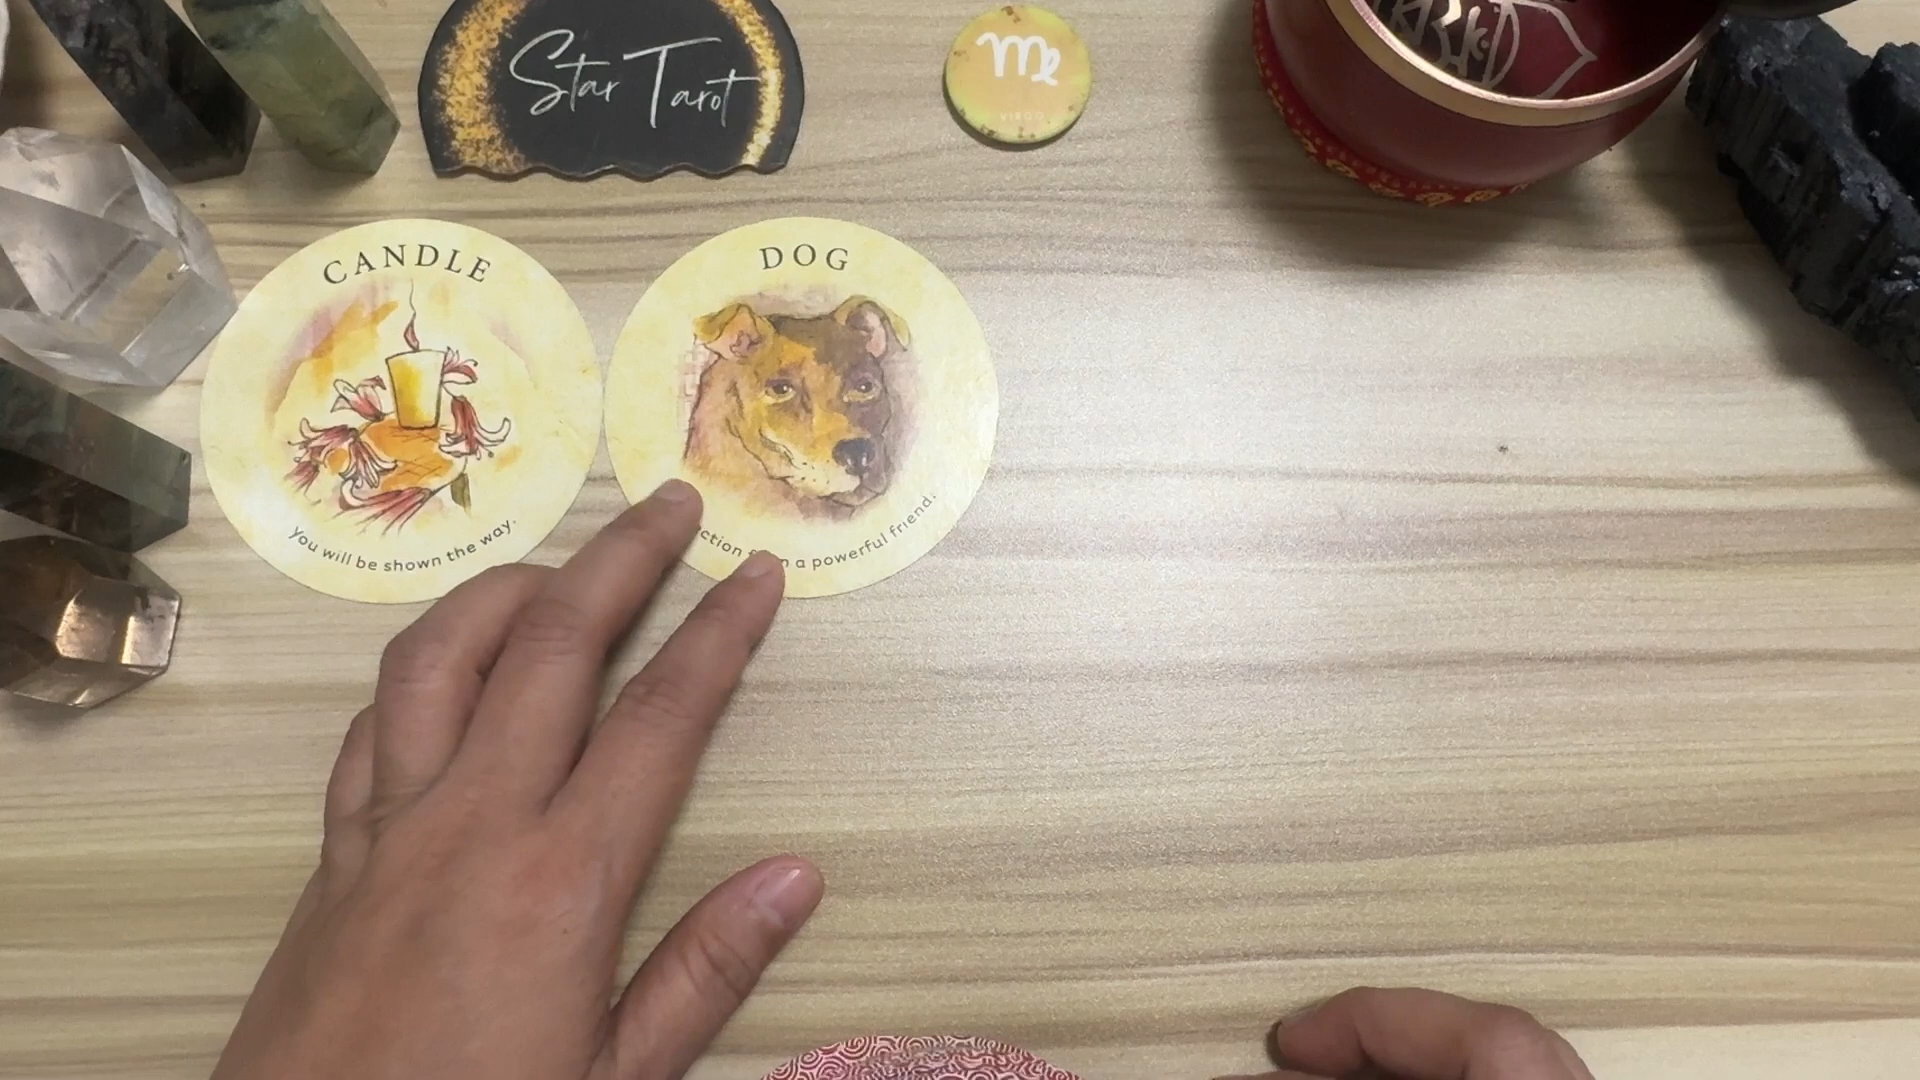 Star Tarot
VIRGO
CANDLE
You will be shown the way.
DOG
a powerful friend.